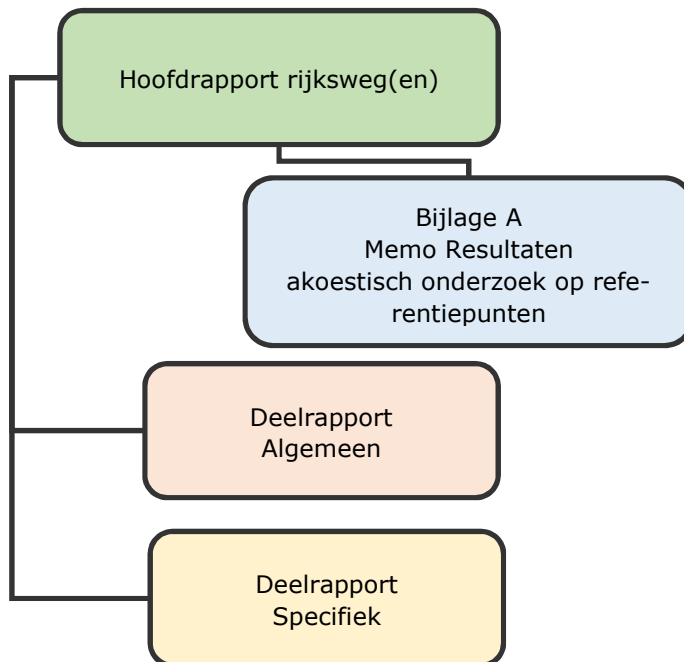 Hoofdrapport rijksweg(en)
Bijlage A
Memo Resultaten
akoestisch onderzoek op refe-
rentiepunten
Deelrapport
Algemeen
Deelrapport
Specifiek